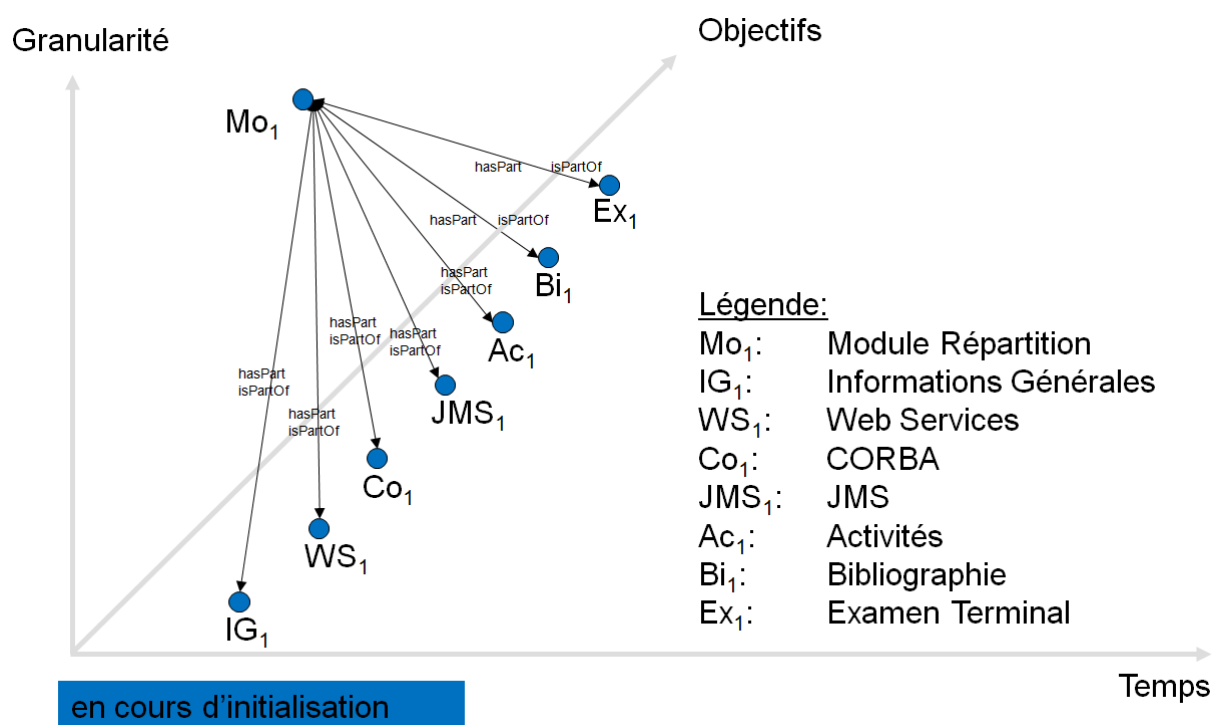 Granularité
Objectifs
Mo1
hasPart isPartOf
Ex1
hasPart isPartOf
Bi1
hasPart
isPartOf
Ac1
hasPart
isPartOf
hasPart
isPartOf
JMS1
hasPart
isPartOf
hasPart
isPartOf
Co1
WS1
IG1
Légende:
Mo1: Module Répartition
IG1: Informations Générales
WS1: Web Services
Co1: CORBA
JMS1: JMS
Ac1: Activités
Bi1: Bibliographie
Ex1: Examen Terminal
Temps
en cours d'initialisation